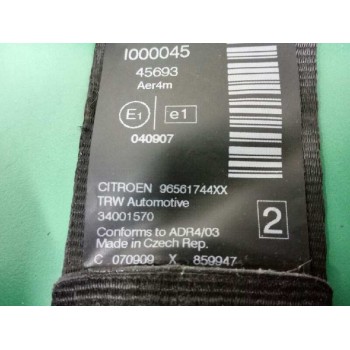 I000045
45693
Aer4m
E1 e1
040907
CITROEN 96561744XX
TRW Automotive
34001570
Conforms to ADR4/03
Made in Czech Rep.
2
C 070909 X 859947